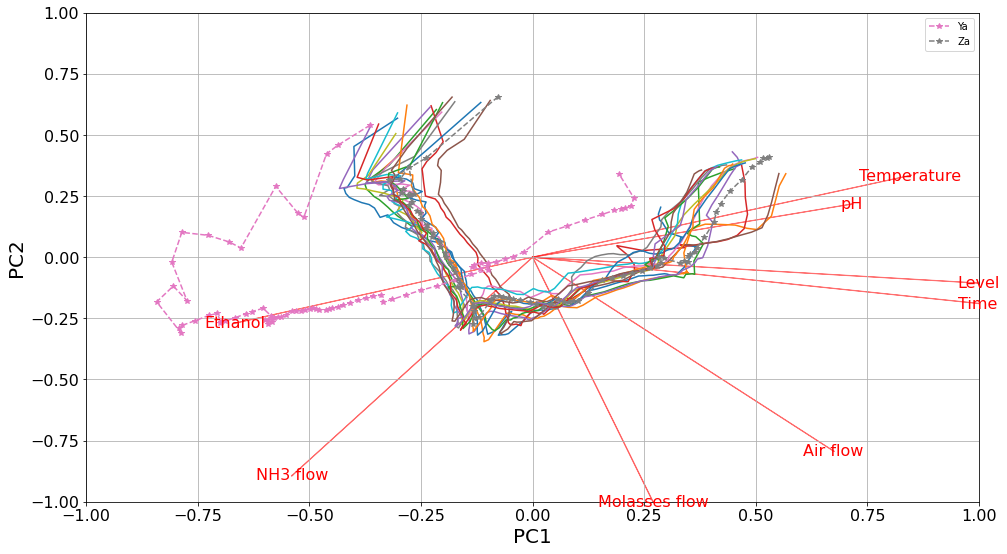 1.00
0.75
0.50
0.25
0.00
−0.25
−0.50
−0.75
−1.00
PC2
Ya
Za
Temperature
pH
Level
Time
Ethanol
Air flow
NH3 flow
Molasses flow
−1.00 −0.75 −0.50 −0.25 0.00 0.25 0.50 0.75 1.00
PC1